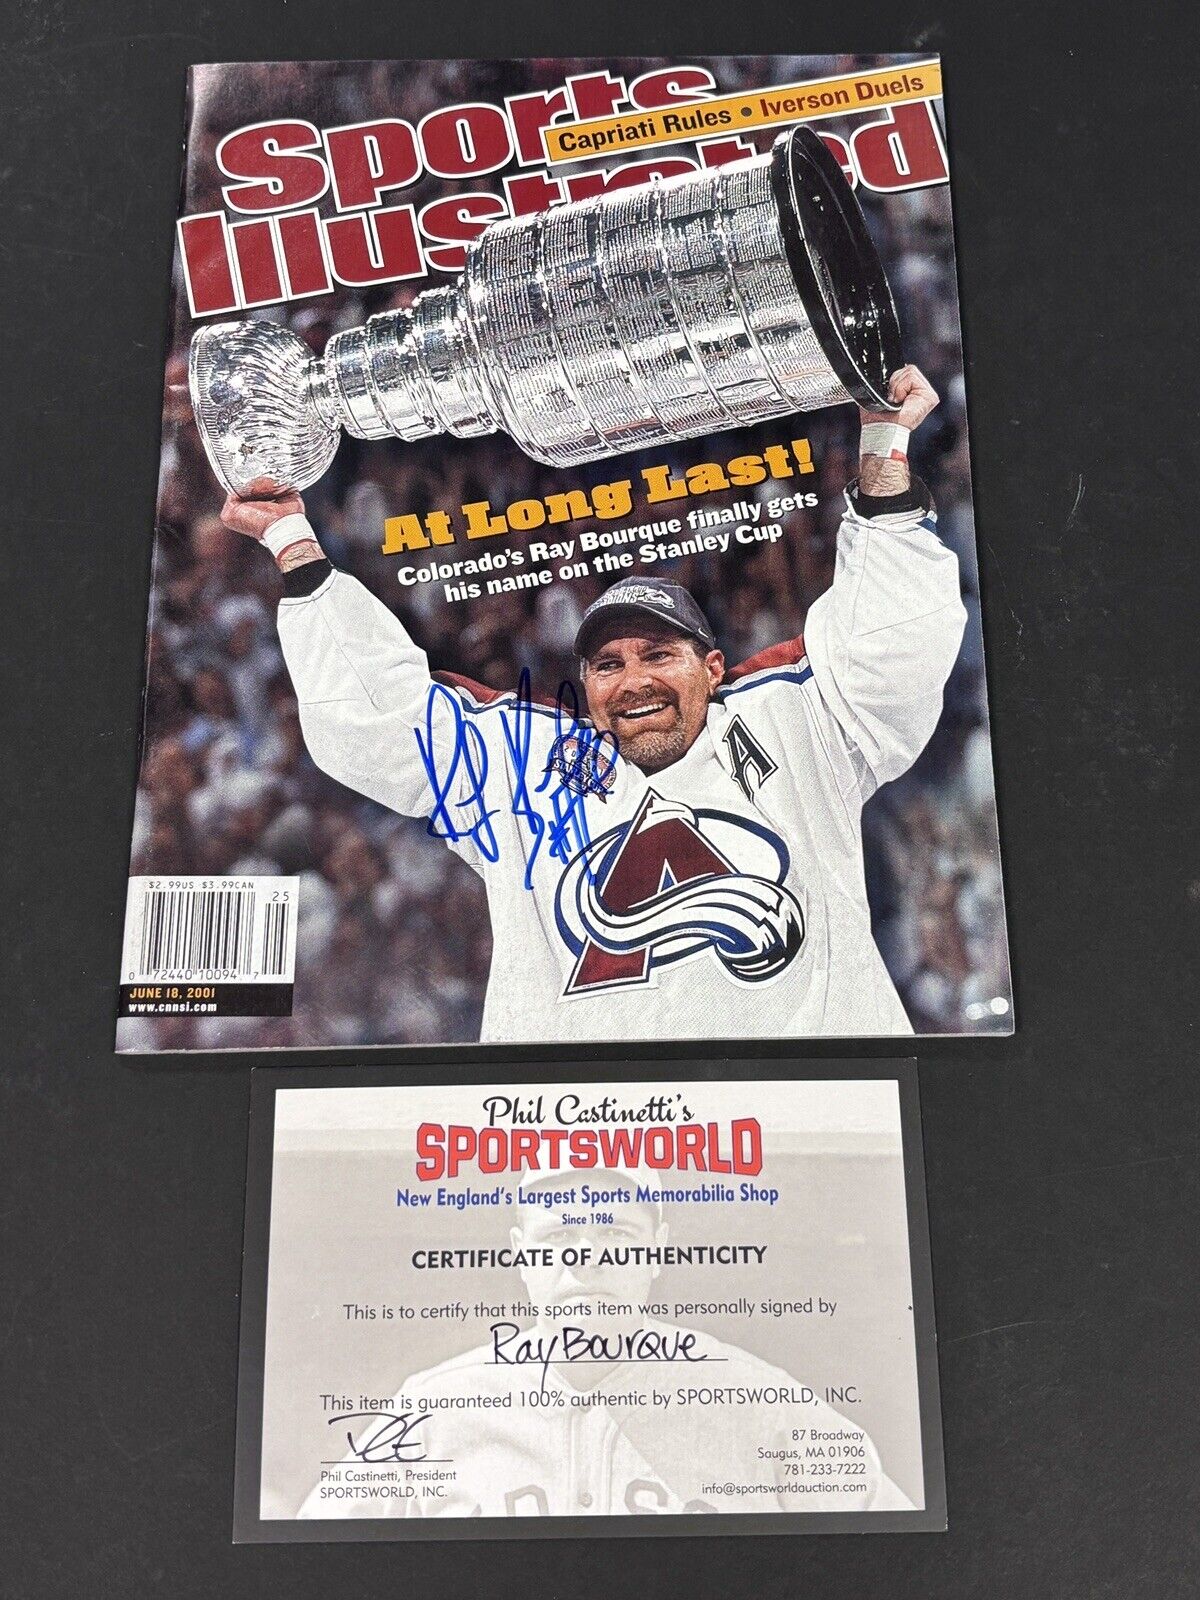 Sports
Illustrated
Capriati Rules • Iverson Duels
At Long Last!
Colorado's Ray Bourque finally gets
his name on the Stanley Cup
A
#77
$2.99US $3.99CAN
25
0 72440 10094 7
JUNE 18, 2001
www.cnnsi.com
Phil Castinetti's
SPORTSWORLD
New England's Largest Sports Memorabilia Shop
Since 1986
CERTIFICATE OF AUTHENTICITY
This is to certify that this sports item was personally signed by
Ray Bourque
This item is guaranteed 100% authentic by SPORTSWORLD, INC.
Phil Castinetti, President
SPORTSWORLD, INC.
87 Broadway
Saugus, MA 01906
781-233-7222
info@sportsworldauction.com